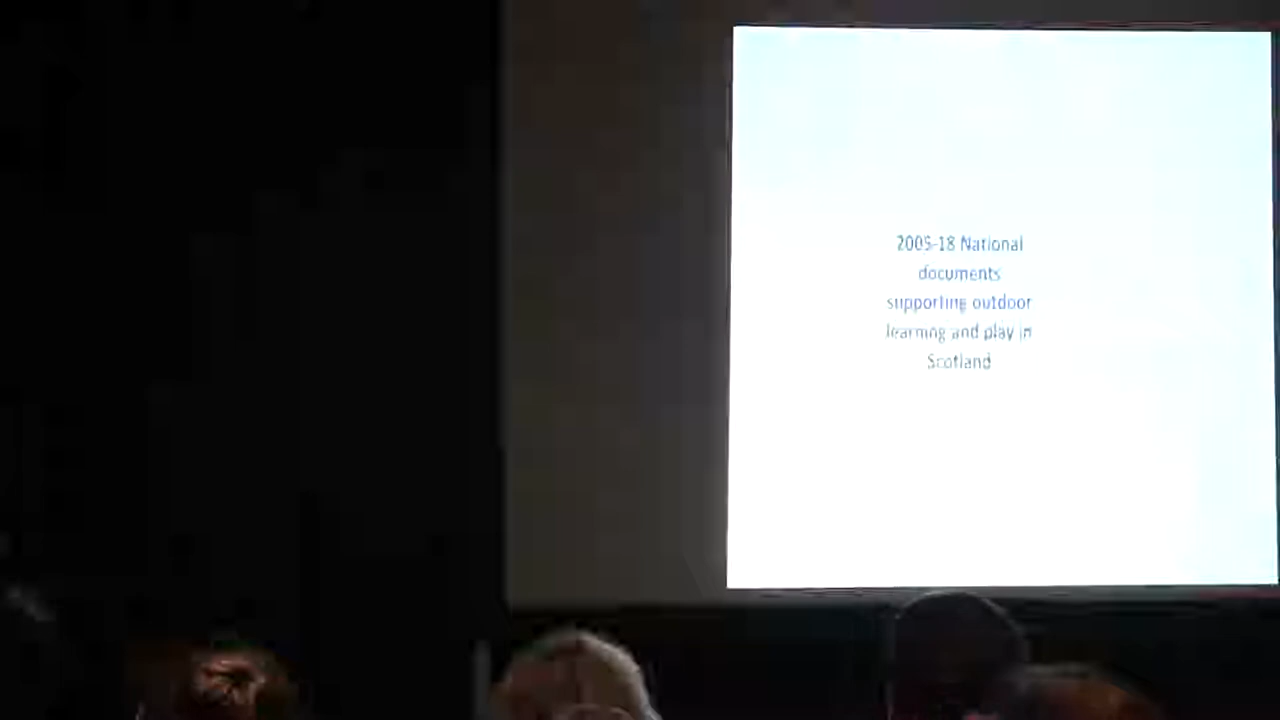 2005-18 National
documents
supporting outdoor
learning and play in
Scotland